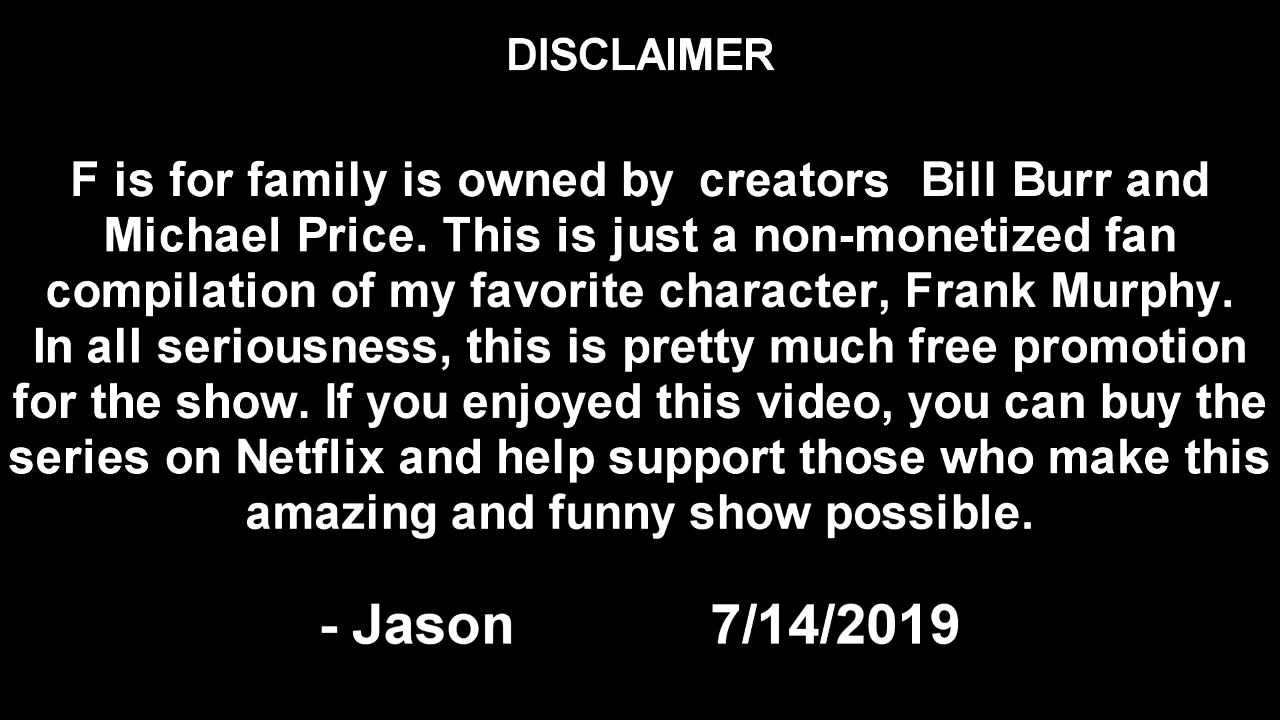 DISCLAIMER
F is for family is owned by  creators  Bill Burr and
Michael Price. This is just a non-monetized fan
compilation of my favorite character, Frank Murphy.
In all seriousness, this is pretty much free promotion
for the show. If you enjoyed this video, you can buy the
series on Netflix and help support those who make this
amazing and funny show possible.
- Jason 7/14/2019